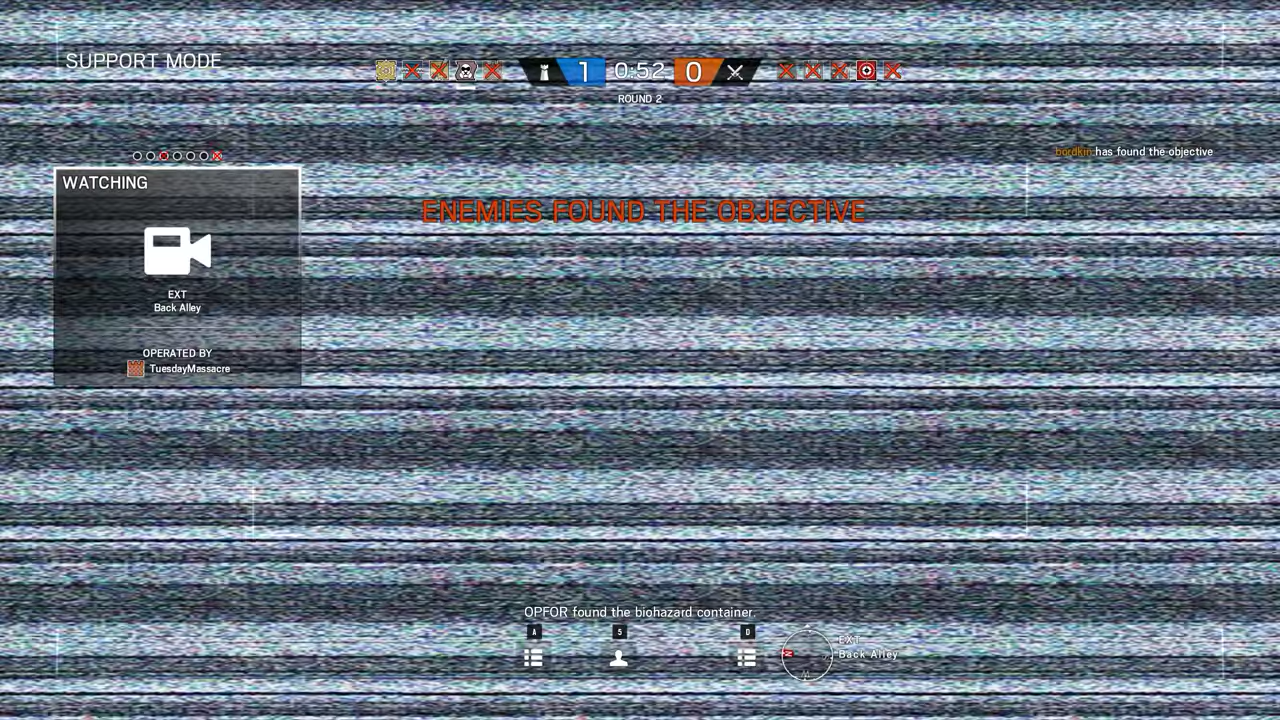 SUPPORT MODE
1 0:52 0
ROUND 2
bordkin has found the objective
WATCHING
ENEMIES FOUND THE OBJECTIVE
EXT
Back Alley
OPERATED BY
TuesdayMassacre
OPFOR found the biohazard container.
A S D
EXT
Back Alley